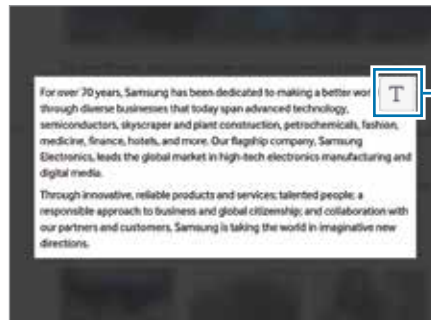 For over 70 years, Samsung has been dedicated to making a better wor
T
through diverse businesses that today span advanced technology,
semiconductors, skyscraper and plant construction, petrochemicals, fashion,
medicine, finance, hotels, and more. Our flagship company, Samsung
Electronics, leads the global market in high-tech electronics manufacturing and
digital media.
Through innovative, reliable products and services; talented people; a
responsible approach to business and global citizenship; and collaboration with
our partners and customers, Samsung is taking the world in imaginative new
directions.